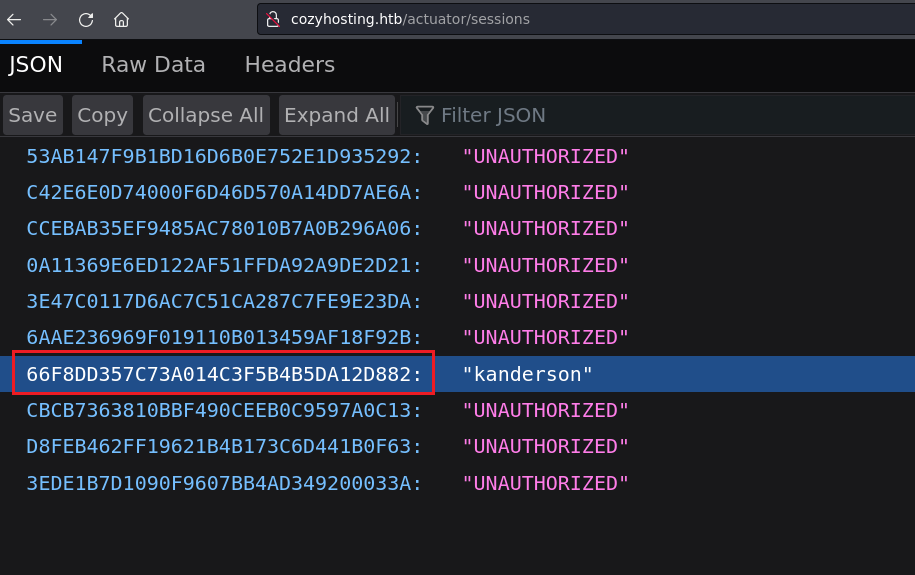 cozyhosting.htb/actuator/sessions
JSON Raw Data Headers
Save Copy Collapse All Expand All Filter JSON
53AB147F9B1BD16D6B0E752E1D935292: "UNAUTHORIZED"
C42E6E0D74000F6D46D570A14DD7AE6A: "UNAUTHORIZED"
CCEBAB35EF9485AC78010B7A0B296A06: "UNAUTHORIZED"
0A11369E6ED122AF51FFDA92A9DE2D21: "UNAUTHORIZED"
3E47C0117D6AC7C51CA287C7FE9E23DA: "UNAUTHORIZED"
6AAE236969F019110B013459AF18F92B: "UNAUTHORIZED"
66F8DD357C73A014C3F5B4B5DA12D882: "kanderson"
CBCB7363810BBF490CEEB0C9597A0C13: "UNAUTHORIZED"
D8FEB462FF19621B4B173C6D441B0F63: "UNAUTHORIZED"
3EDE1B7D1090F9607BB4AD349200033A: "UNAUTHORIZED"